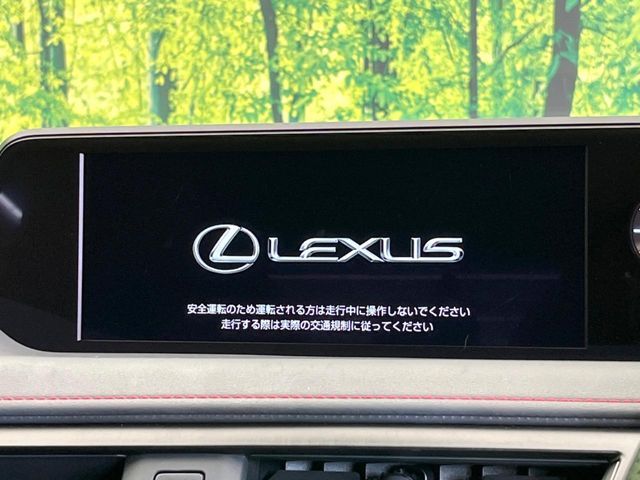 LEXUS
安全運転のため運転される方は走行中に操作しないでください
走行する際は実際の交通規制に従ってください